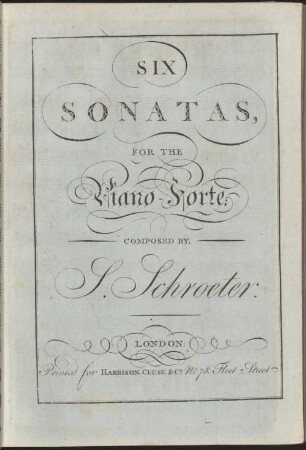 SIX
SONATAS,
FOR THE
Piano-Forte,
COMPOSED BY,
S. Schroeter.
LONDON
Printed for HARRISON, CLUSE, & Co. No. 78, Fleet Street